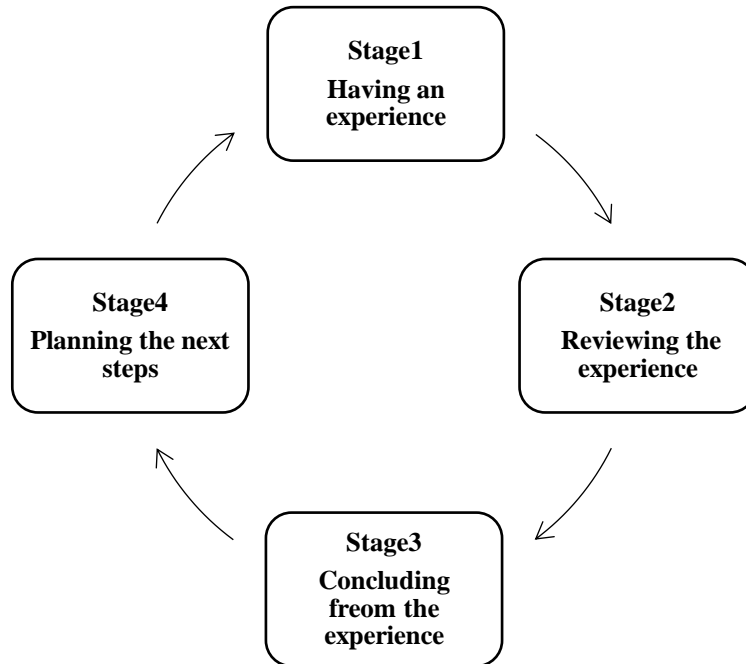 Stage1
Having an
experience
Stage2
Reviewing the
experience
Stage3
Concluding
freom the
experience
Stage4
Planning the next
steps